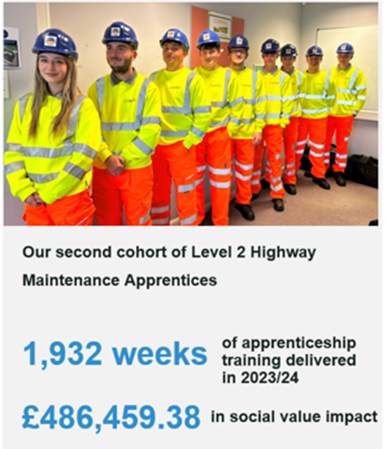 Our second cohort of Level 2 Highway
Maintenance Apprentices
1,932 weeks
of apprenticeship
training delivered
in 2023/24
£486,459.38 in social value impact